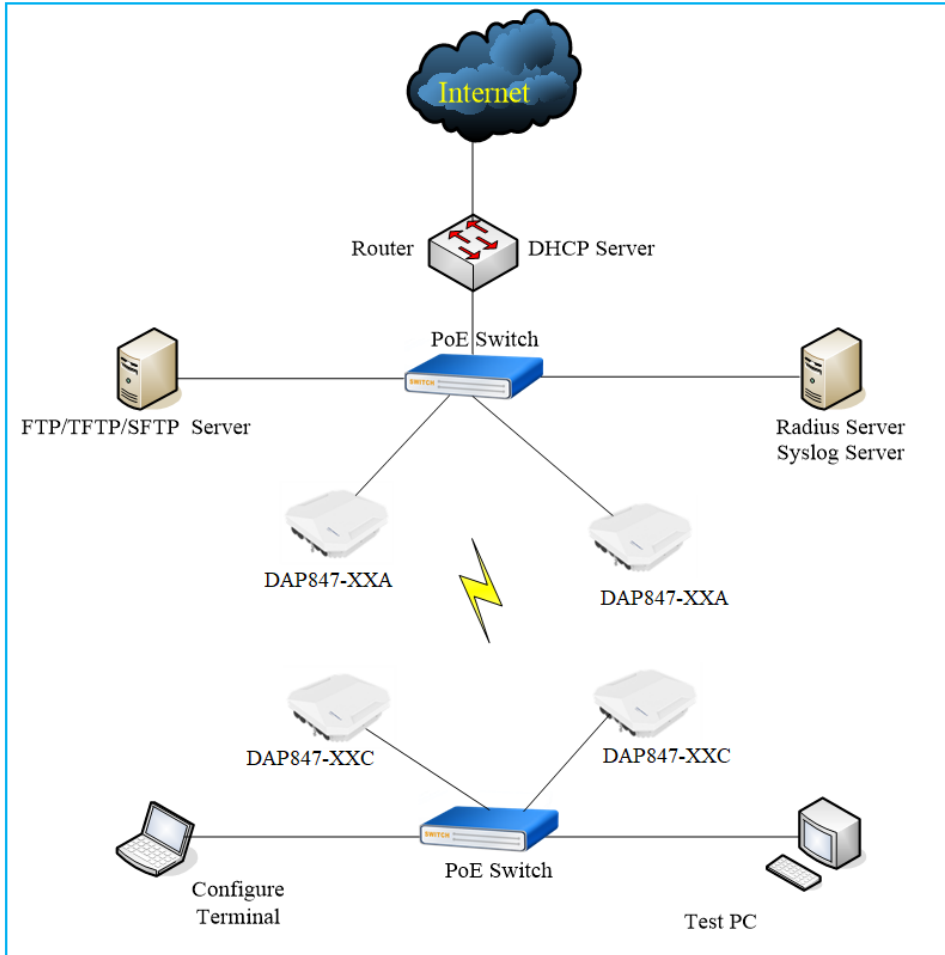 Internet
Router
DHCP Server
PoE Switch
SWITCH
FTP/TFTP/SFTP Server
Radius Server
Syslog Server
DAP847-XXA
DAP847-XXA
DAP847-XXC
DAP847-XXC
SWITCH
PoE Switch
Configure
Terminal
Test PC